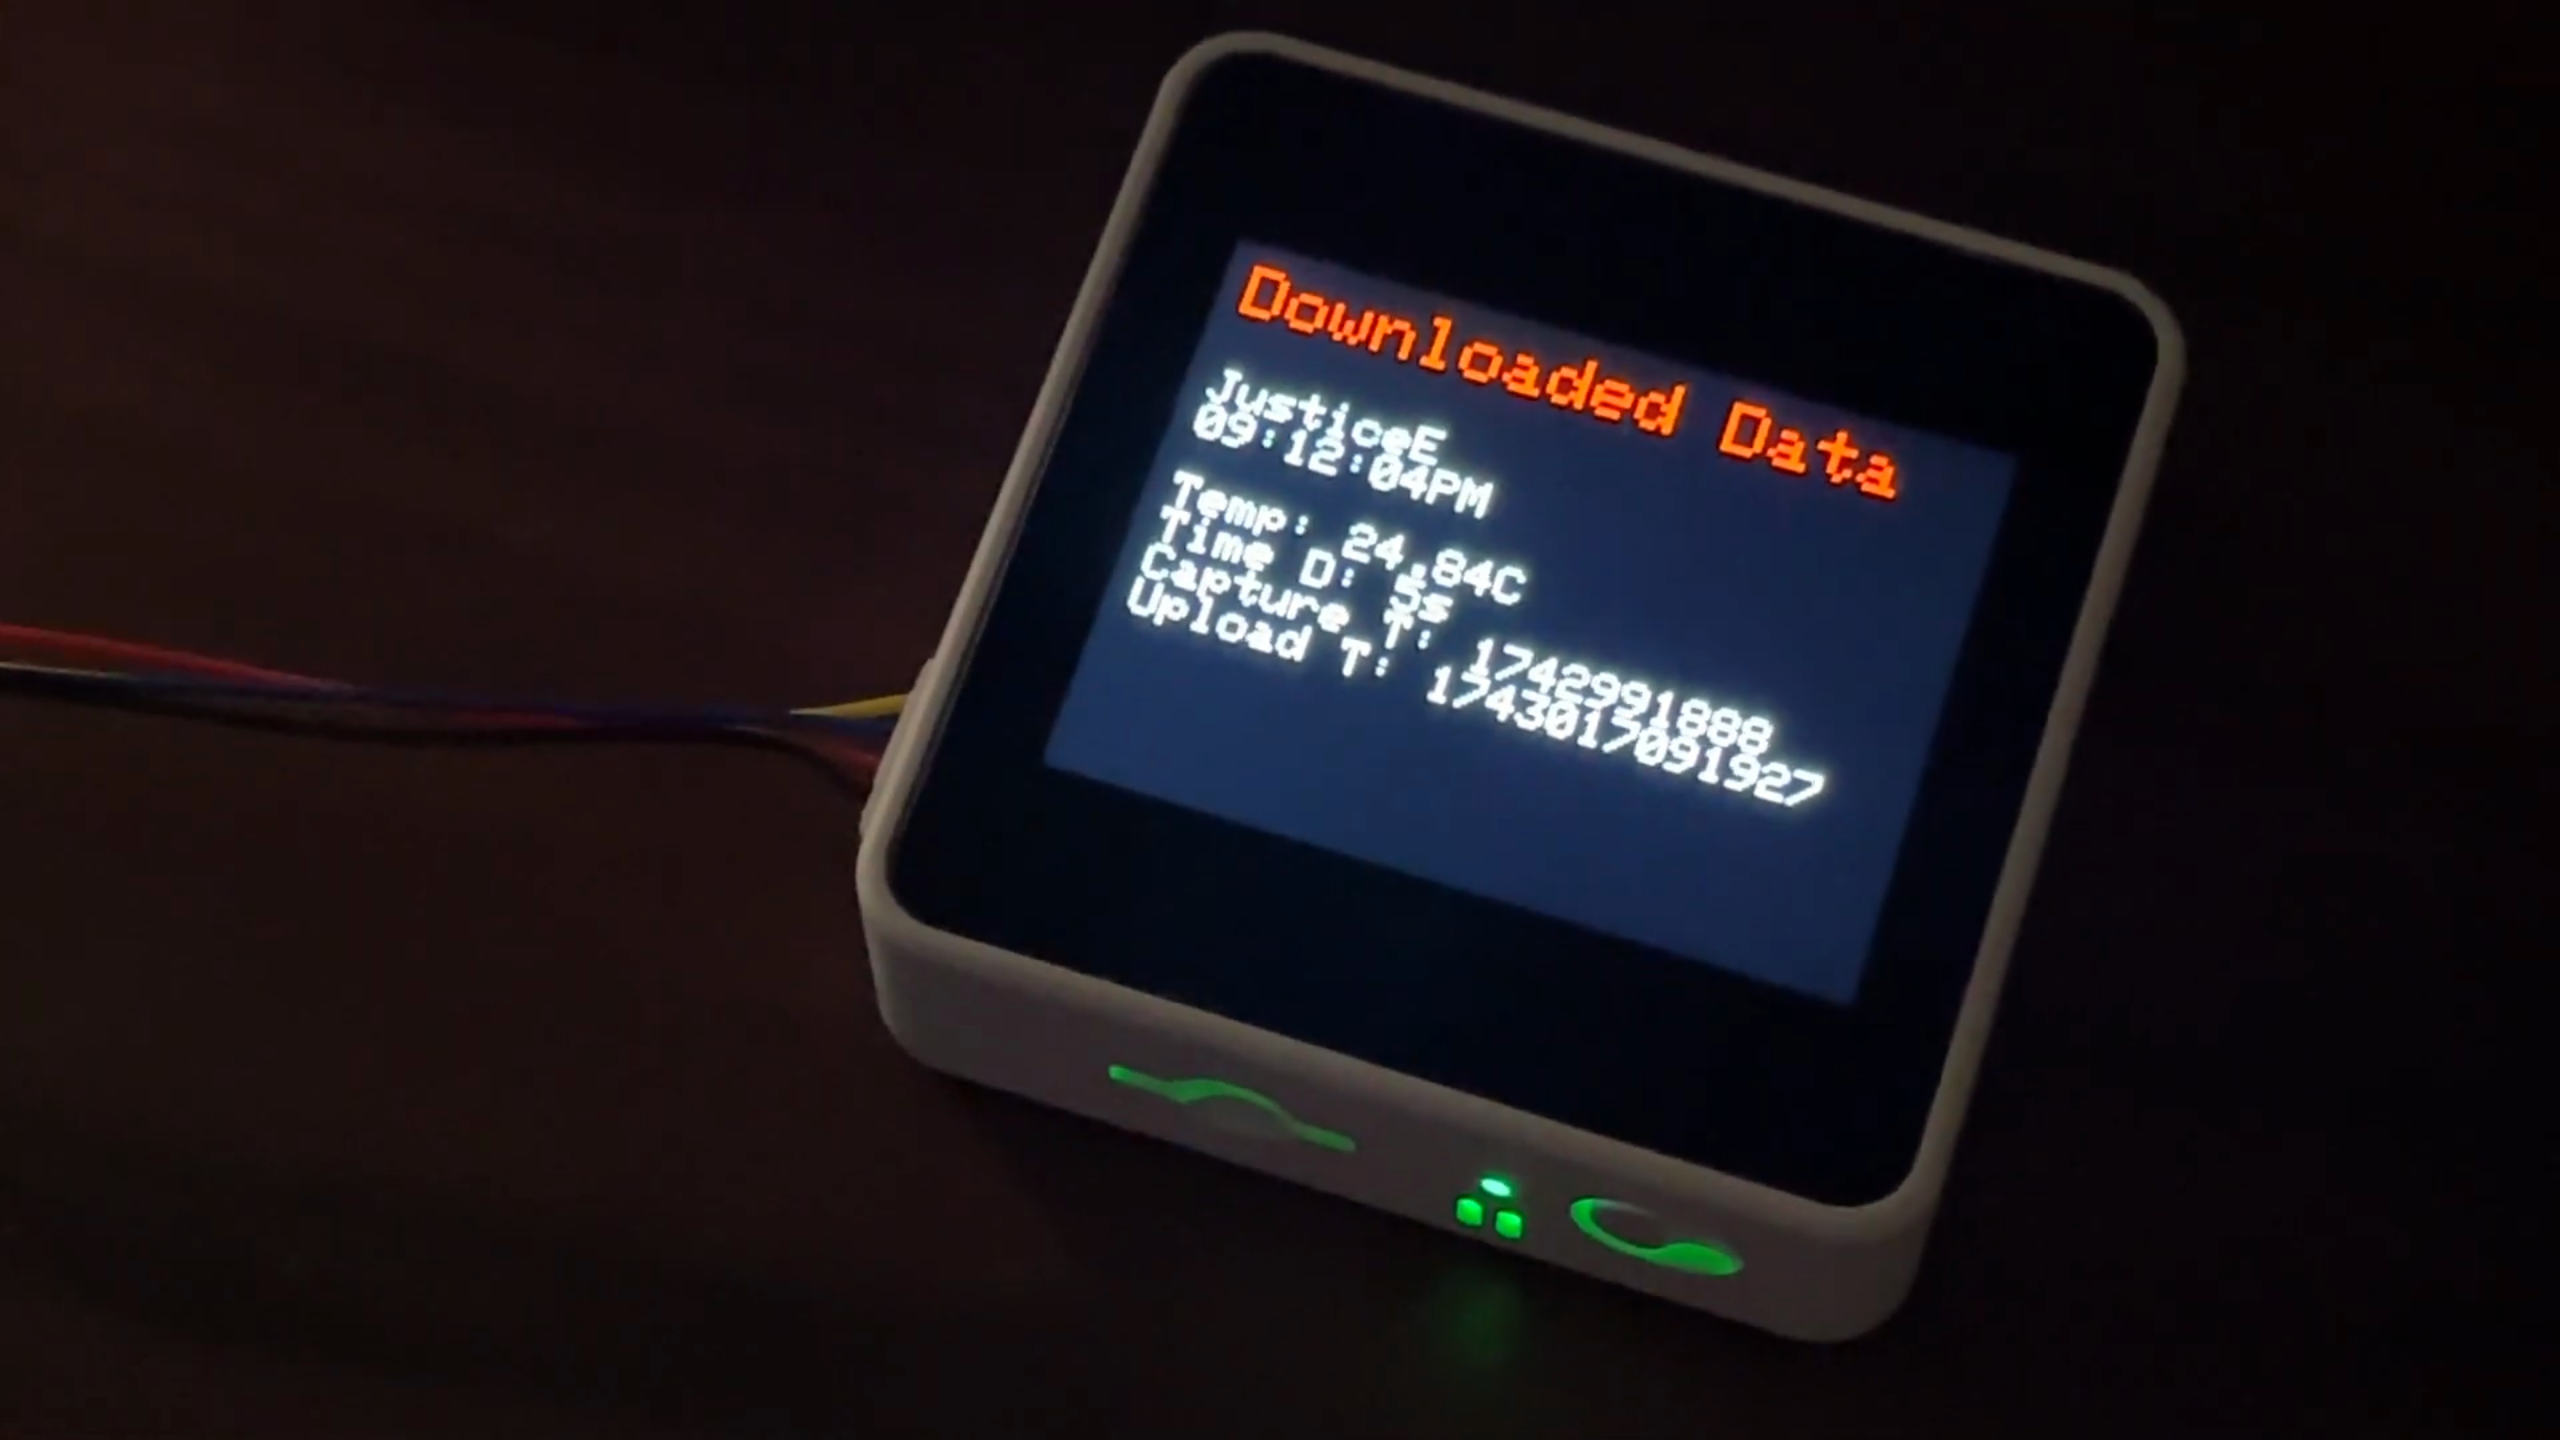 Downloaded Data
JusticeE
09:12:04PM
Temp: 24.84C
Time D: 5s
Capture T: 1742991888
Upload T: 1743017091927